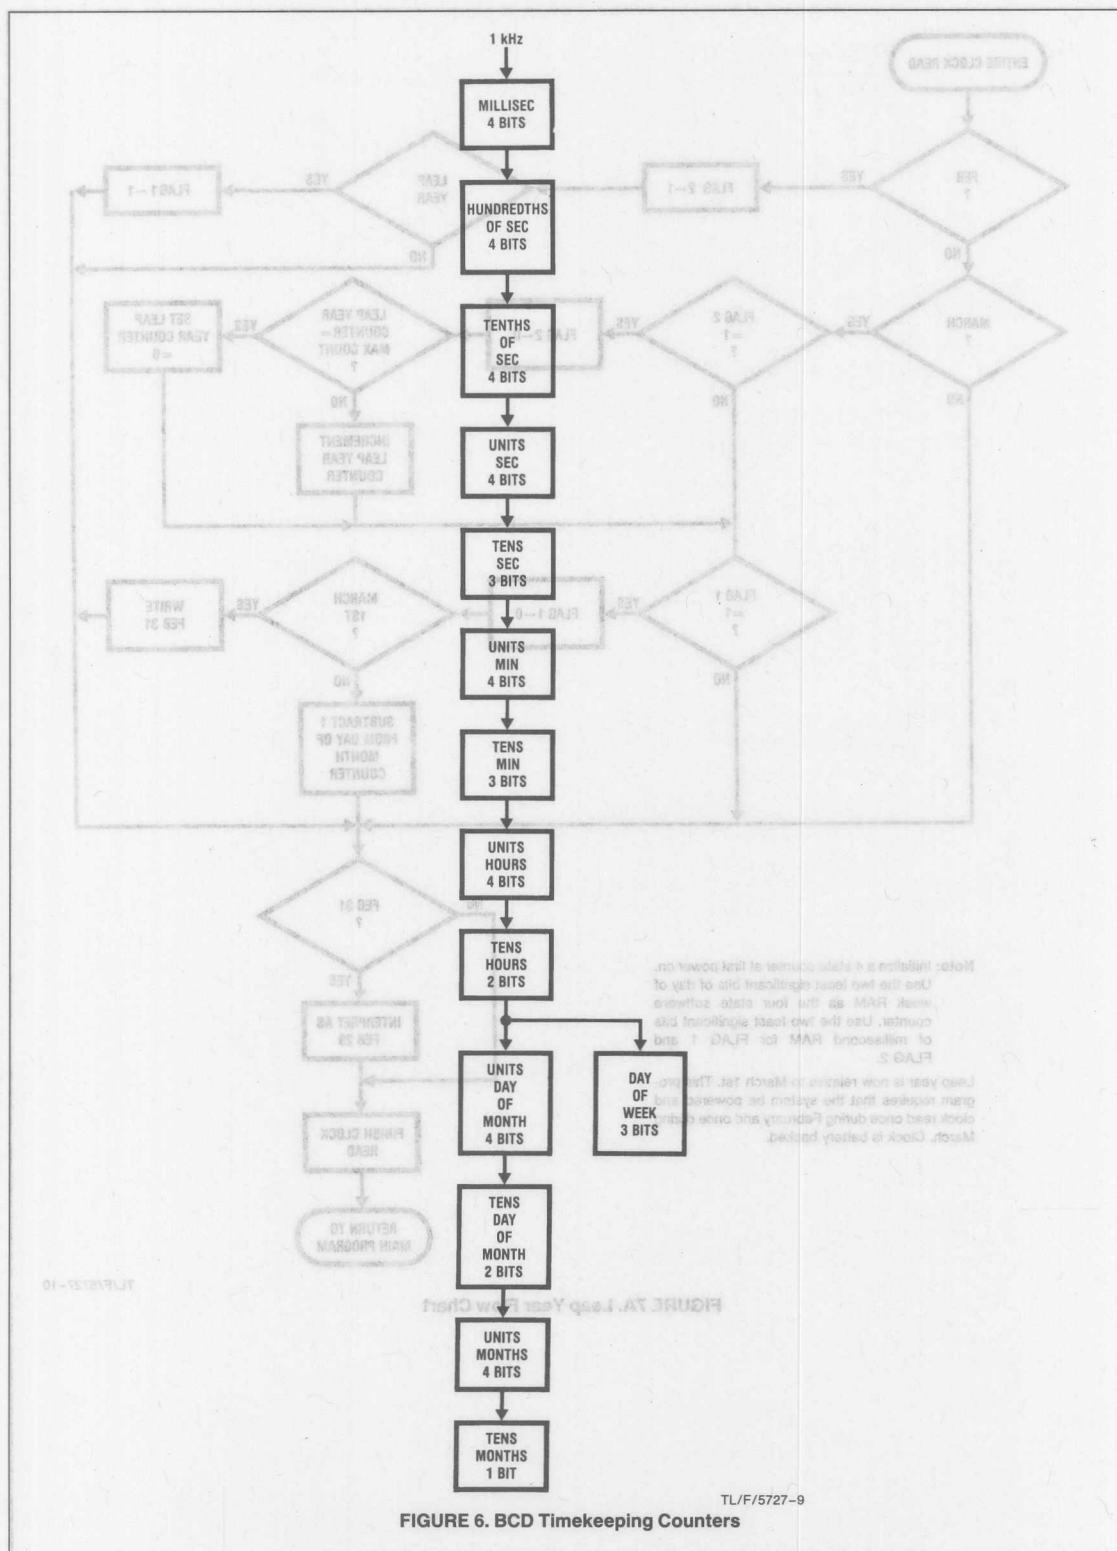 1 kHz
MILLISEC
4 BITS
HUNDREDTHS
OF SEC
4 BITS
TENTHS
OF
SEC
4 BITS
UNITS
SEC
4 BITS
TENS
SEC
3 BITS
UNITS
MIN
4 BITS
TENS
MIN
3 BITS
UNITS
HOURS
4 BITS
TENS
HOURS
2 BITS
UNITS
DAY
OF
MONTH
4 BITS
DAY
OF
WEEK
3 BITS
TENS
DAY
OF
MONTH
2 BITS
UNITS
MONTHS
4 BITS
TENS
MONTHS
1 BIT
TL/F/5727–9
FIGURE 6. BCD Timekeeping Counters